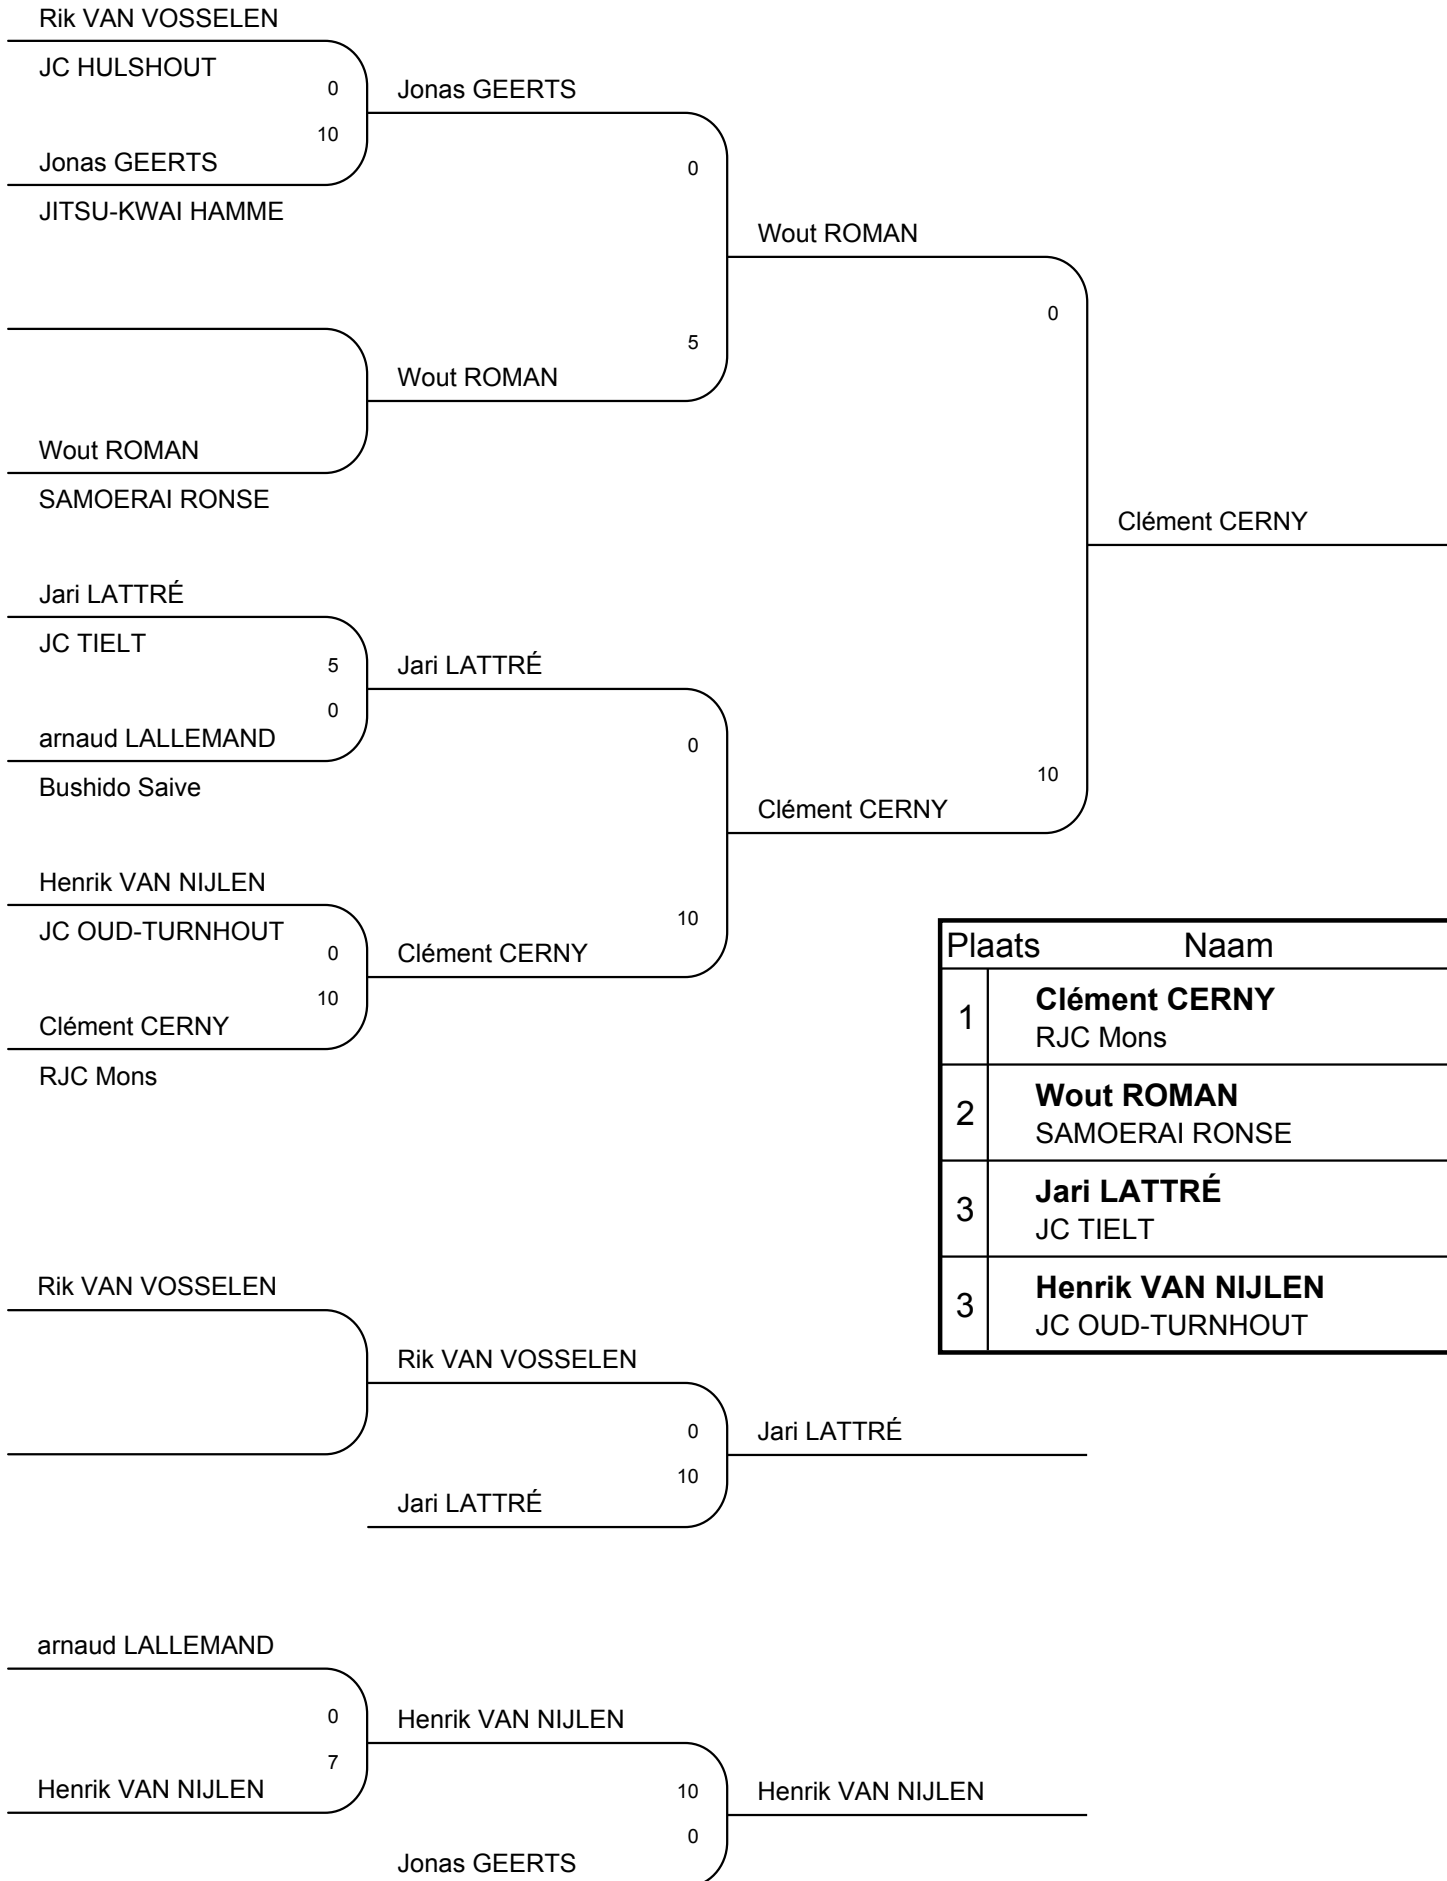 Rik VAN VOSSELEN
JC HULSHOUT
0
10
Jonas GEERTS
JITSU-KWAI HAMME
Jonas GEERTS
0
5
Wout ROMAN
Wout ROMAN
SAMOERAI RONSE
Wout ROMAN
0
10
Clément CERNY
Jari LATTRÉ
JC TIELT
5
0
arnaud LALLEMAND
Bushido Saive
Jari LATTRÉ
0
10
Clément CERNY
Clément CERNY
Henrik VAN NIJLEN
JC OUD-TURNHOUT
0
10
Clément CERNY
RJC Mons
Plaats Naam
1 Clément CERNY
RJC Mons
2 Wout ROMAN
SAMOERAI RONSE
3 Jari LATTRÉ
JC TIELT
3 Henrik VAN NIJLEN
JC OUD-TURNHOUT
Rik VAN VOSSELEN
Rik VAN VOSSELEN
0
10
Jari LATTRÉ
Jari LATTRÉ
arnaud LALLEMAND
0
7
Henrik VAN NIJLEN
Henrik VAN NIJLEN
10
0
Jonas GEERTS
Henrik VAN NIJLEN